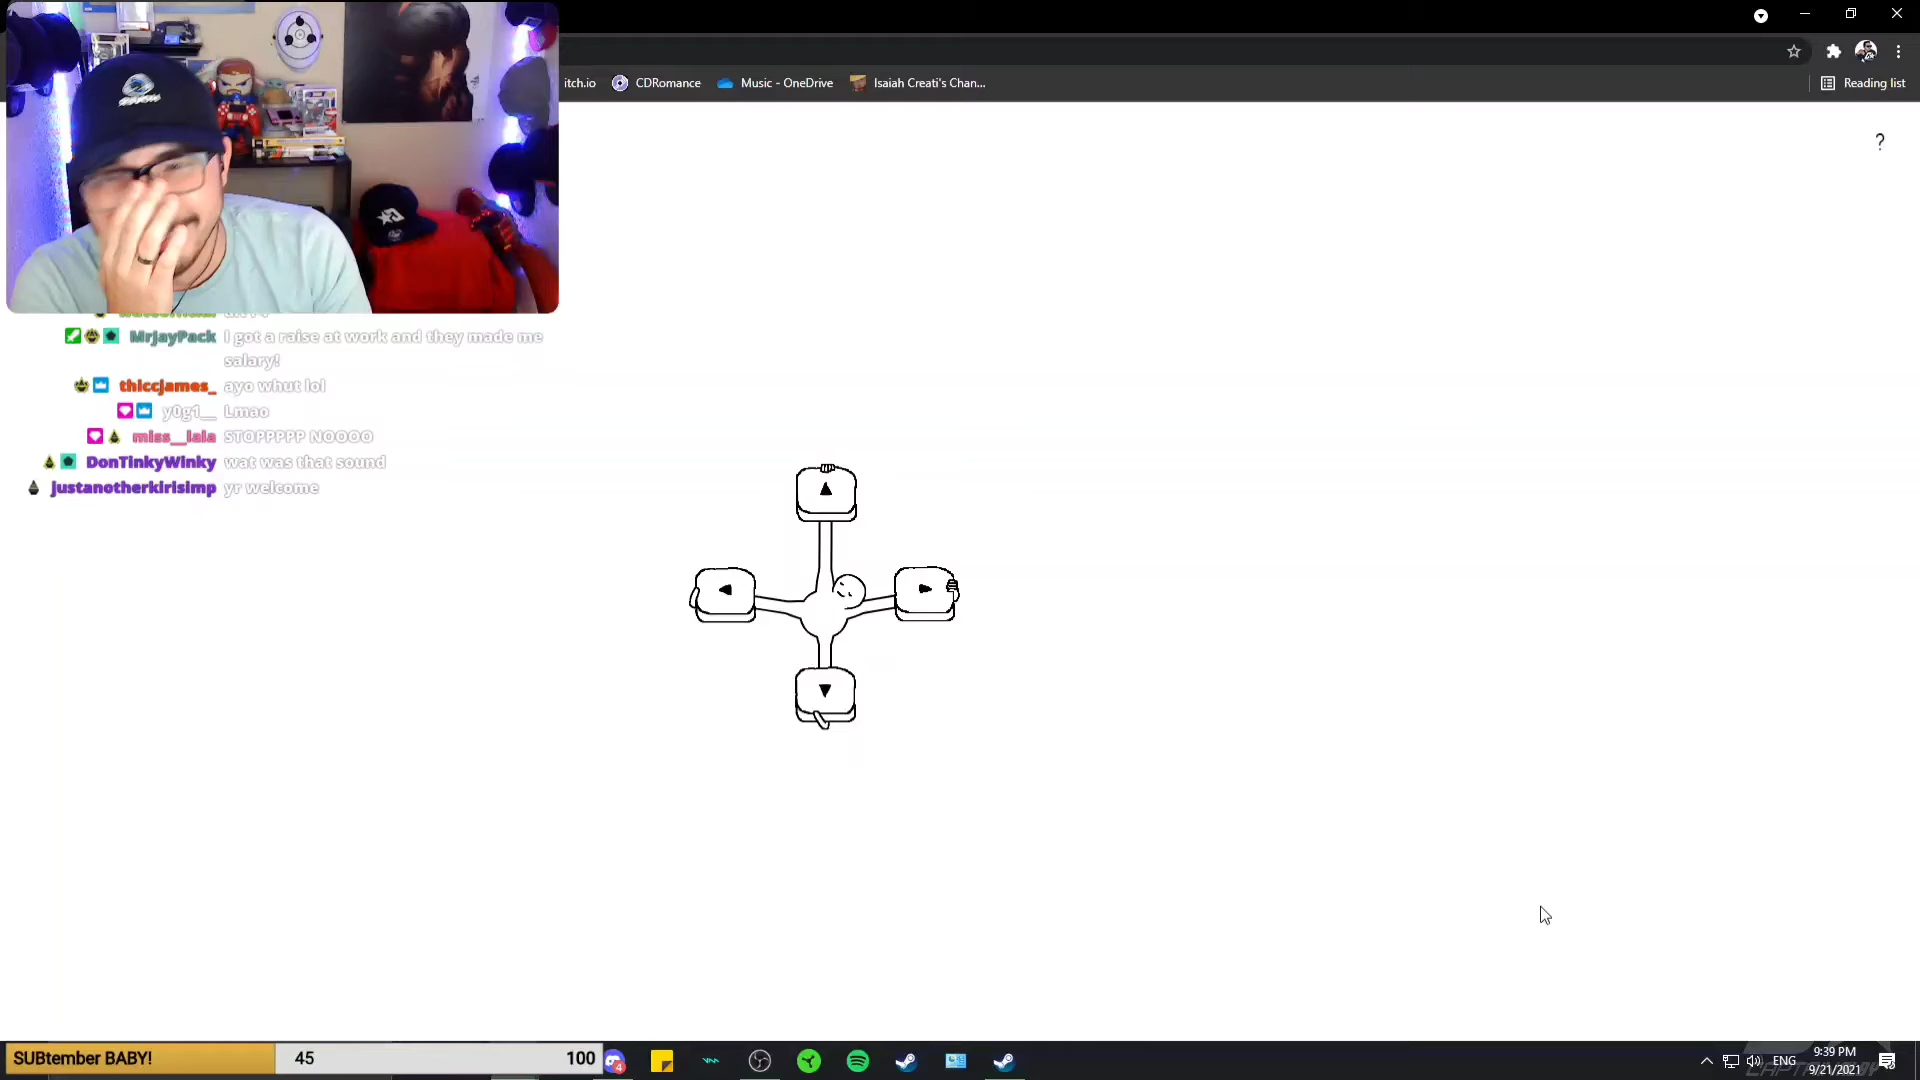 itch.io CDRomance Music - OneDrive Isaiah Creati's Chan... Reading list
?
MrJayPack I got a raise at work and they made me
salary!
thiccjames_ ayo whut lol
y0g1__ Lmao
miss__lala STOPPPPP NOOOO
DonTinkyWinky wat was that sound
justanotherkirisimp yr welcome
SUBtember BABY! 45 100
4
ENG
9:39 PM
9/21/2021